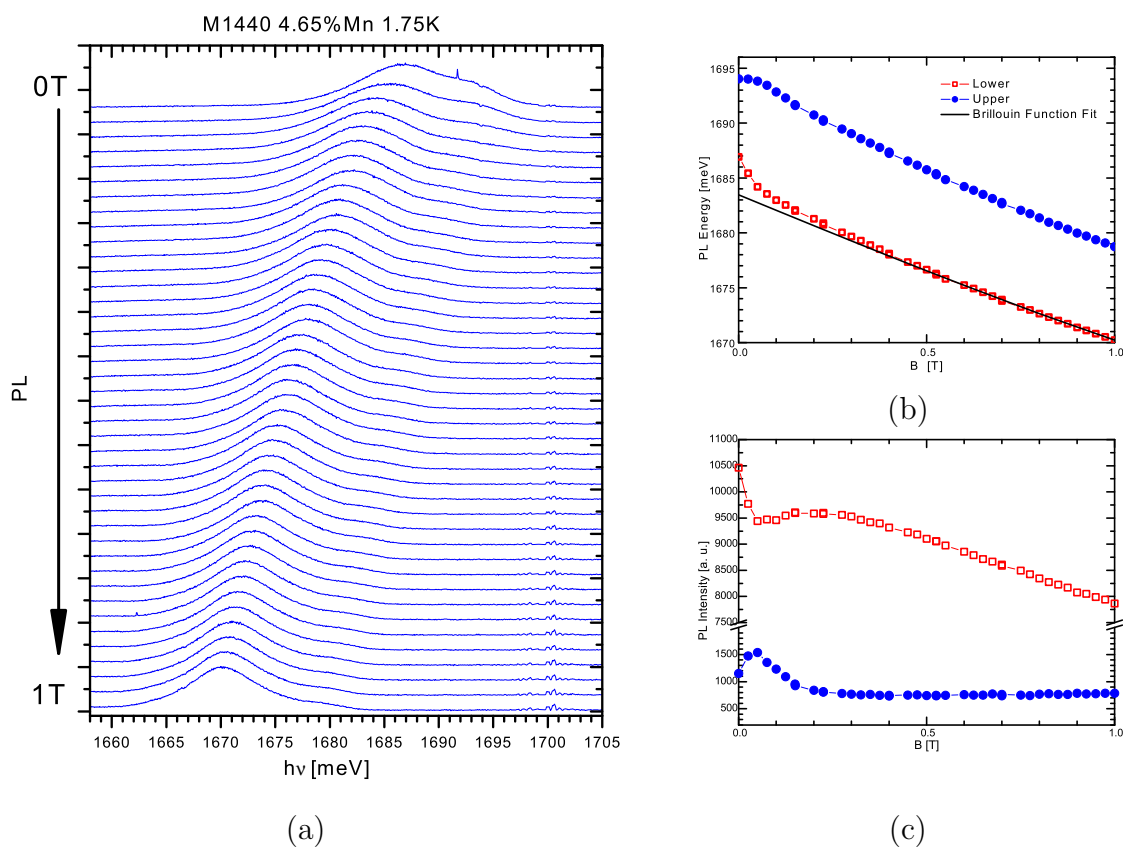 M1440 4.65%Mn 1.75K
0T
PL
1T
1660 1665 1670 1675 1680 1685 1690 1695 1700 1705
hν [meV]
(a)
1695
1690
1685
1680
1675
1670
PL Energy [meV]
Lower
Upper
Brillouin Function Fit
0.0 0.5 1.0
B [T]
(b)
11000
10500
10000
9500
9000
8500
8000
7500
1500
1000
500
PL Intensity [a. u.]
0.0 0.5 1.0
B [T]
(c)